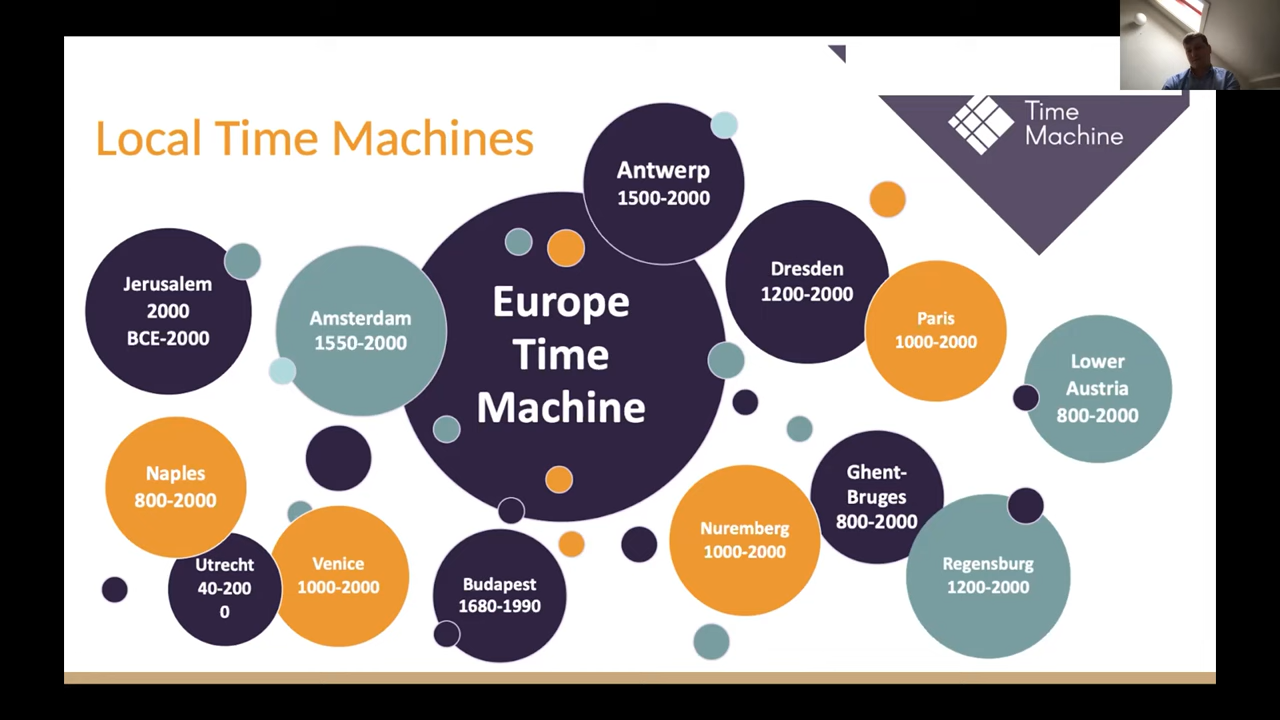 Time
Machine
Local Time Machines
Antwerp
1500-2000
Jerusalem
2000
BCE-2000
Amsterdam
1550-2000
Europe
Time
Machine
Dresden
1200-2000
Paris
1000-2000
Lower
Austria
800-2000
Naples
800-2000
Utrecht
40-200
0
Venice
1000-2000
Budapest
1680-1990
Nuremberg
1000-2000
Ghent-
Bruges
800-2000
Regensburg
1200-2000